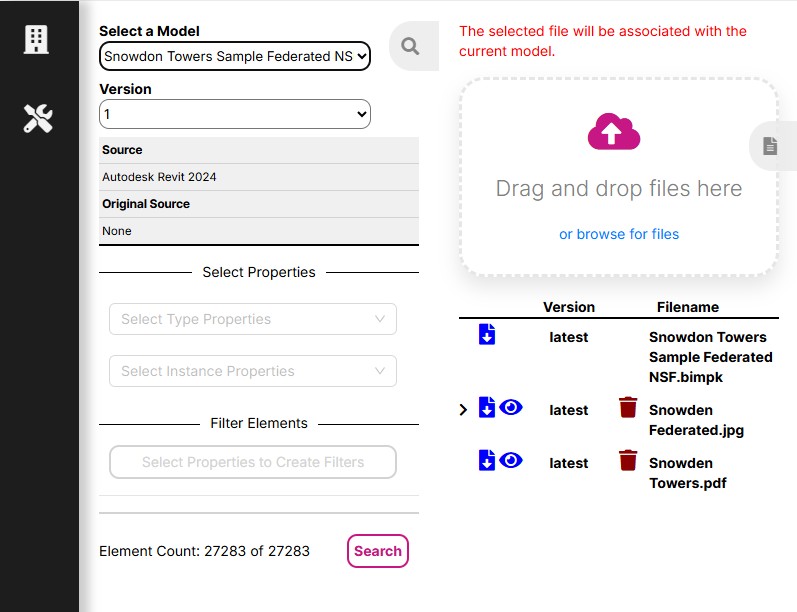 Select a Model
Snowdon Towers Sample Federated NS
Version
1
Source
Autodesk Revit 2024
Original Source
None
Select Properties
Select Type Properties
Select Instance Properties
Filter Elements
Select Properties to Create Filters
Element Count: 27283 of 27283
Search
The selected file will be associated with the
current model.
Drag and drop files here
or browse for files
Version Filename
latest Snowdon Towers
Sample Federated
NSF.bimpk
latest Snowden
Federated.jpg
latest Snowden
Towers.pdf